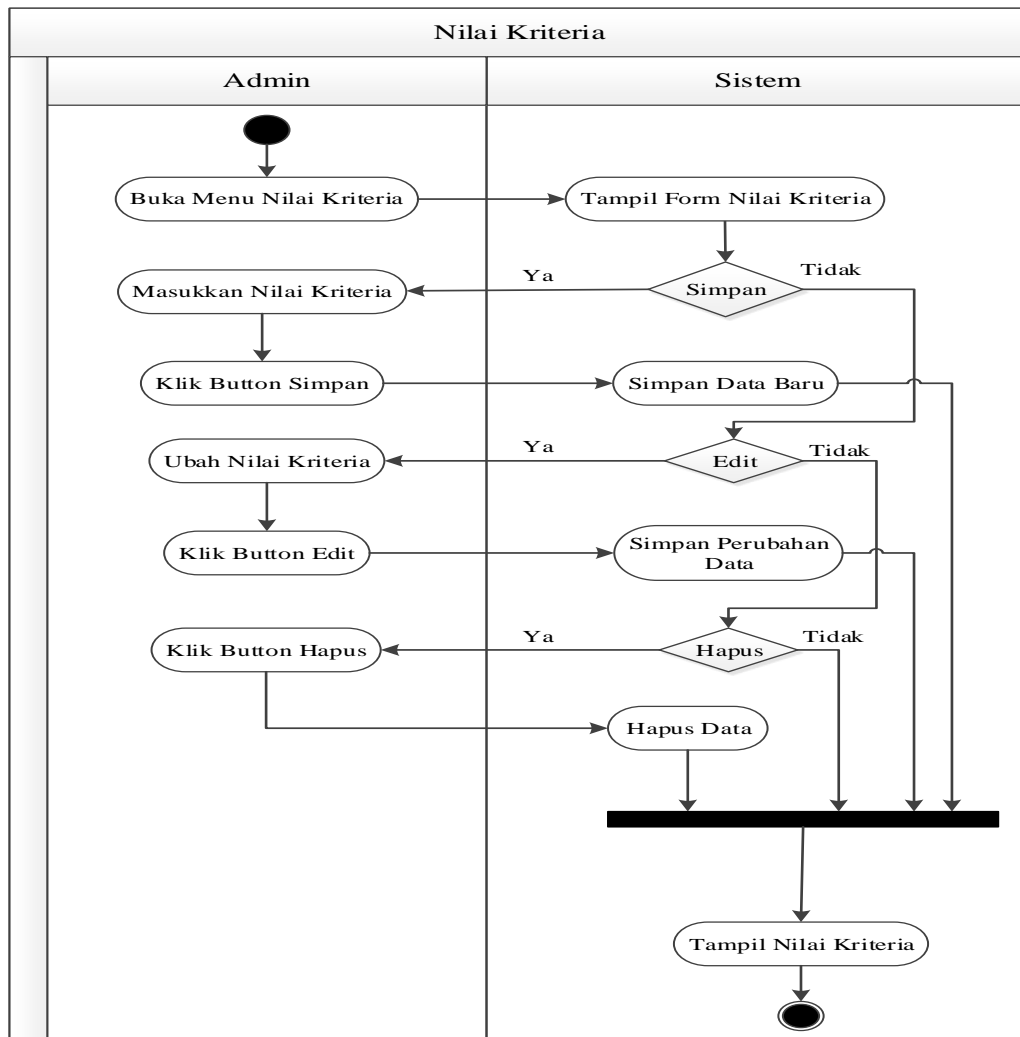 Nilai Kriteria
Admin
Sistem
Buka Menu Nilai Kriteria
Tampil Form Nilai Kriteria
Ya
Tidak
Masukkan Nilai Kriteria
Simpan
Klik Button Simpan
Simpan Data Baru
Ya
Tidak
Ubah Nilai Kriteria
Edit
Klik Button Edit
Simpan Perubahan
Data
Ya
Tidak
Klik Button Hapus
Hapus
Hapus Data
Tampil Nilai Kriteria